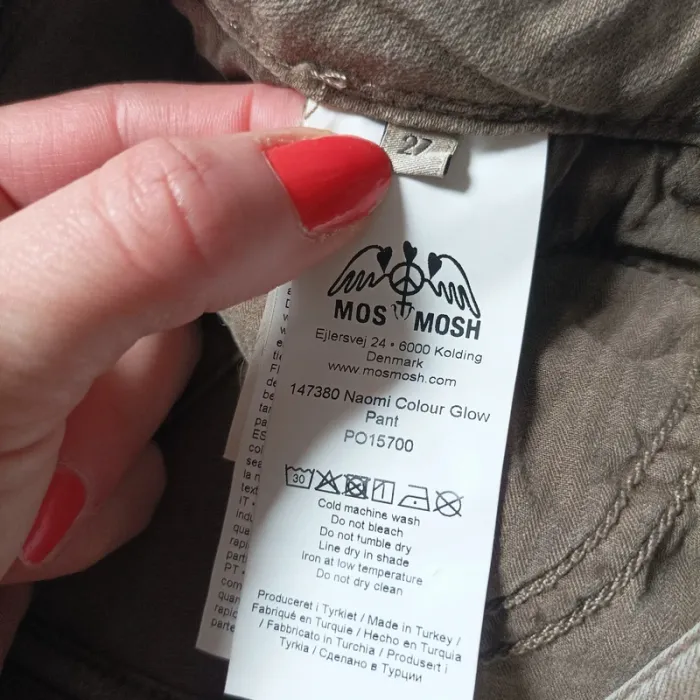 27
MOS MOSH
Ejlersvej 24 • 6000 Kolding
Denmark
www.mosmosh.com
147380 Naomi Colour Glow
Pant
PO15700
30
Cold machine wash
Do not bleach
Do not tumble dry
Line dry in shade
Iron at low temperature
Do not dry clean
Produceret i Tyrkiet / Made in Turkey /
Fabriqué en Turquie / Hecho en Turquia
/ Fabbricato in Turchia / Produsert i
Tyrkia / Сделано в Турции